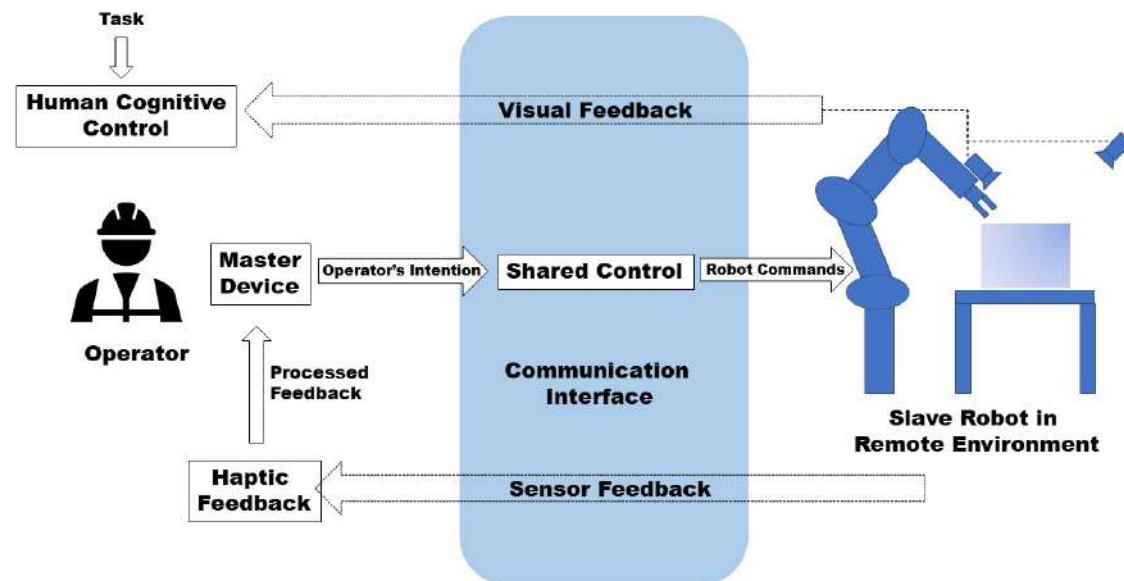 Task
Human Cognitive
Control
Visual Feedback
Master
Device
Operator's Intention
Shared Control
Robot Commands
Operator
Processed
Feedback
Communication
Interface
Slave Robot in
Remote Environment
Haptic
Feedback
Sensor Feedback